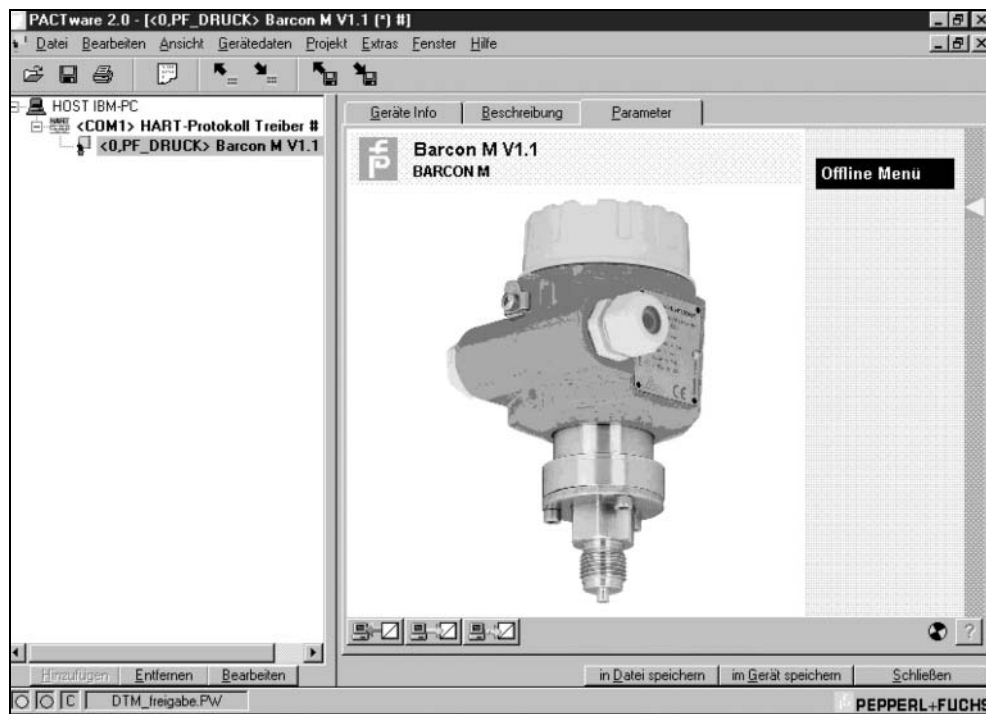 PACTware 2.0 - [<0,PF_DRUCK> Barcon M V1.1 (*) #]
Datei Bearbeiten Ansicht Gerätedaten Projekt Extras Fenster Hilfe
HOST IBM-PC
<COM1> HART-Protokoll Treiber #
<0,PF_DRUCK> Barcon M V1.1
Geräte Info Beschreibung Parameter
Barcon M V1.1
BARCON M
Offline Menü
CE
?
Hinzufügen Entfernen Bearbeiten
in Datei speichern im Gerät speichern Schließen
C DTM_freigabe.PW
PEPPERL+FUCHS